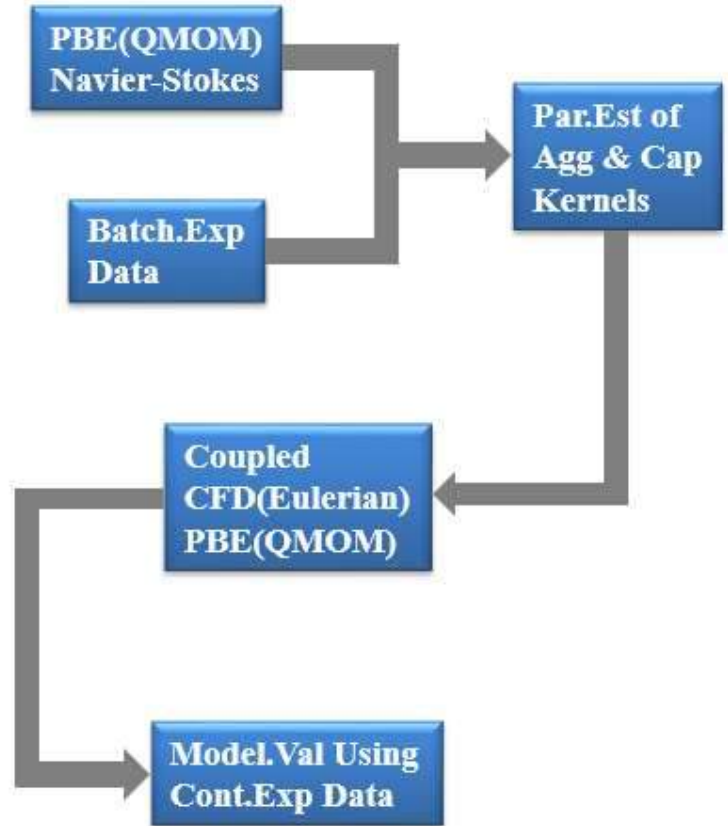 PBE(QMOM)
Navier-Stokes
Par.Est of
Agg & Cap
Kernels
Batch.Exp
Data
Coupled
CFD(Eulerian)
PBE(QMOM)
Model.Val Using
Cont.Exp Data